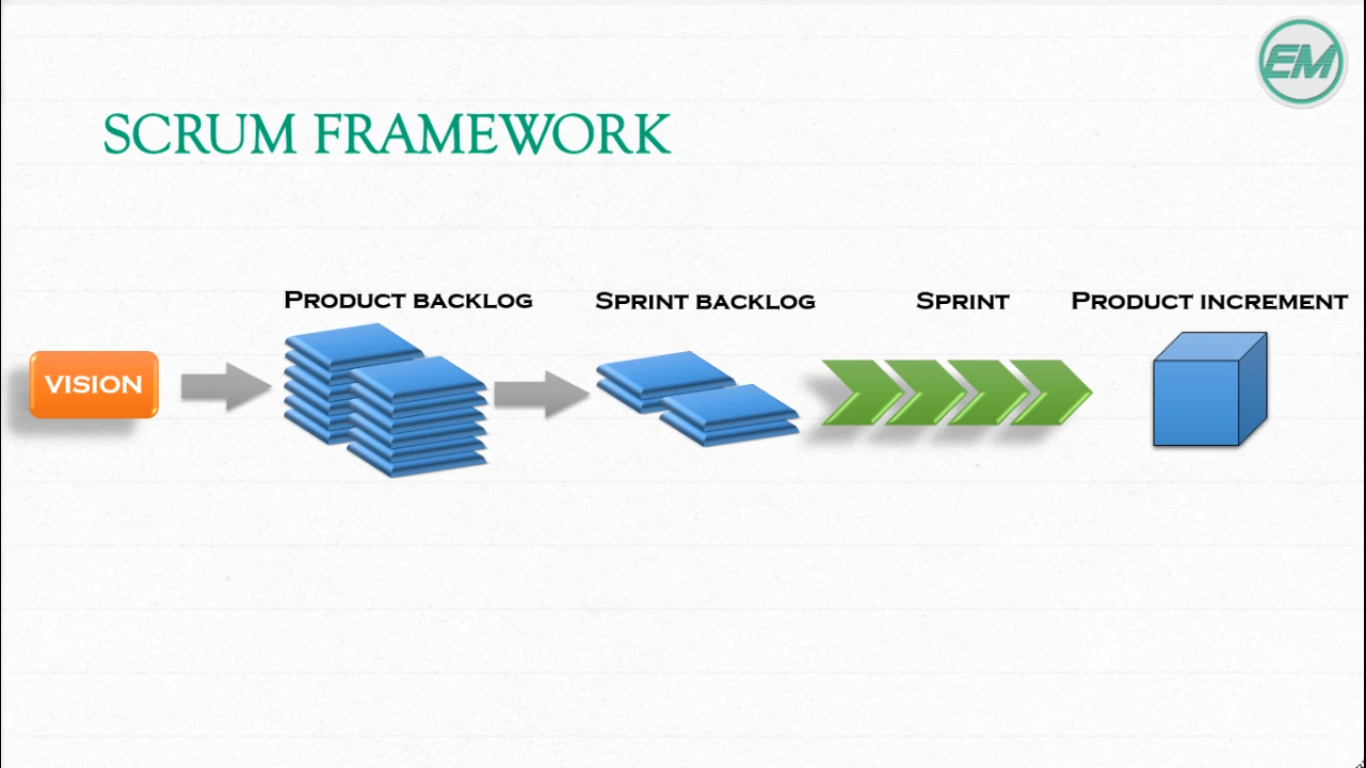 EM
SCRUM FRAMEWORK
PRODUCT BACKLOG
SPRINT BACKLOG
SPRINT
PRODUCT INCREMENT
VISION